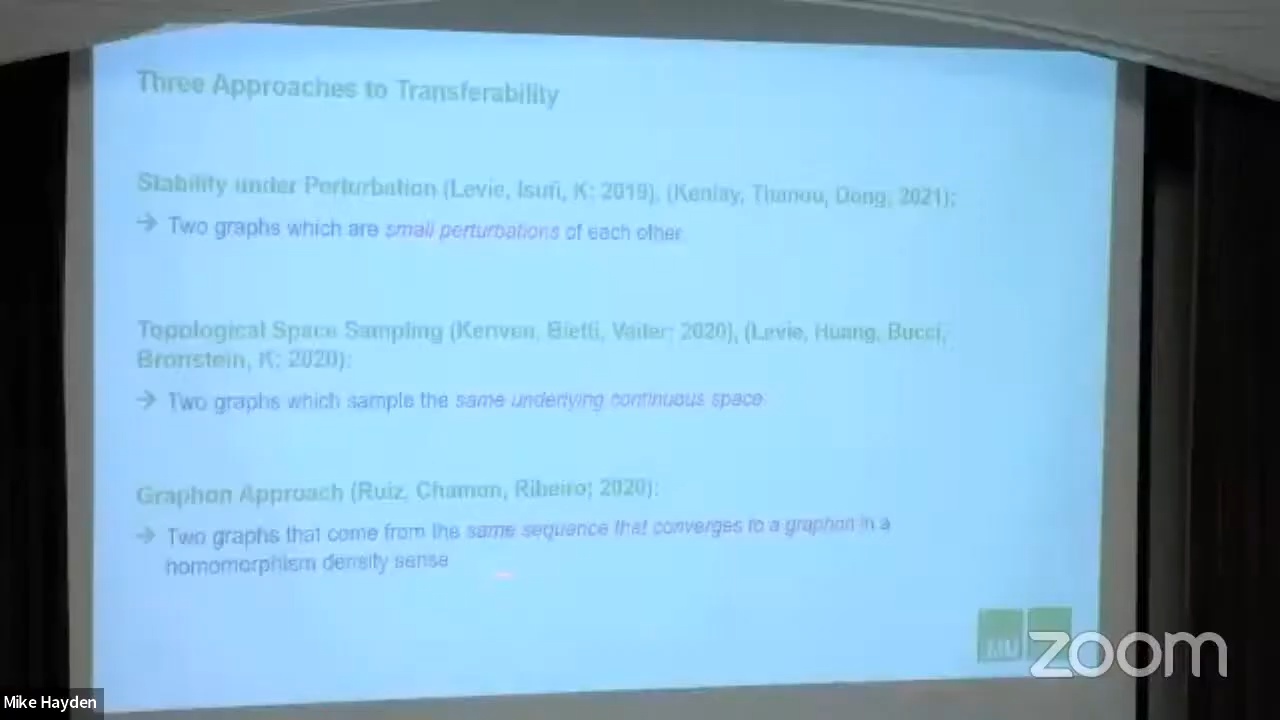 Three Approaches to Transferability
Stability under Perturbation (Levie, Isufi, K; 2019), (Kenlay, Thanou, Dong, 2021):
→ Two graphs which are small perturbations of each other
Topological Space Sampling (Keriven, Bietti, Vaiter; 2020), (Levie, Huang, Bucci,
Bronstein, K; 2020):
→ Two graphs which sample the same underlying continuous space
Graphon Approach (Ruiz, Chamon, Ribeiro; 2020):
→ Two graphs that come from the same sequence that converges to a graphon in a
homomorphism density sense
zoom
Mike Hayden